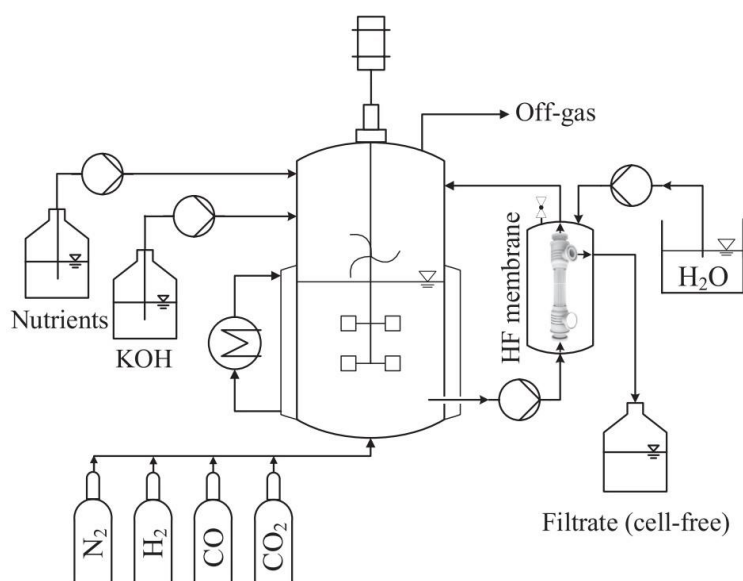 Off-gas
Nutrients
KOH
HF membrane
H₂O
Filtrate (cell-free)
N₂
H₂
CO
CO₂